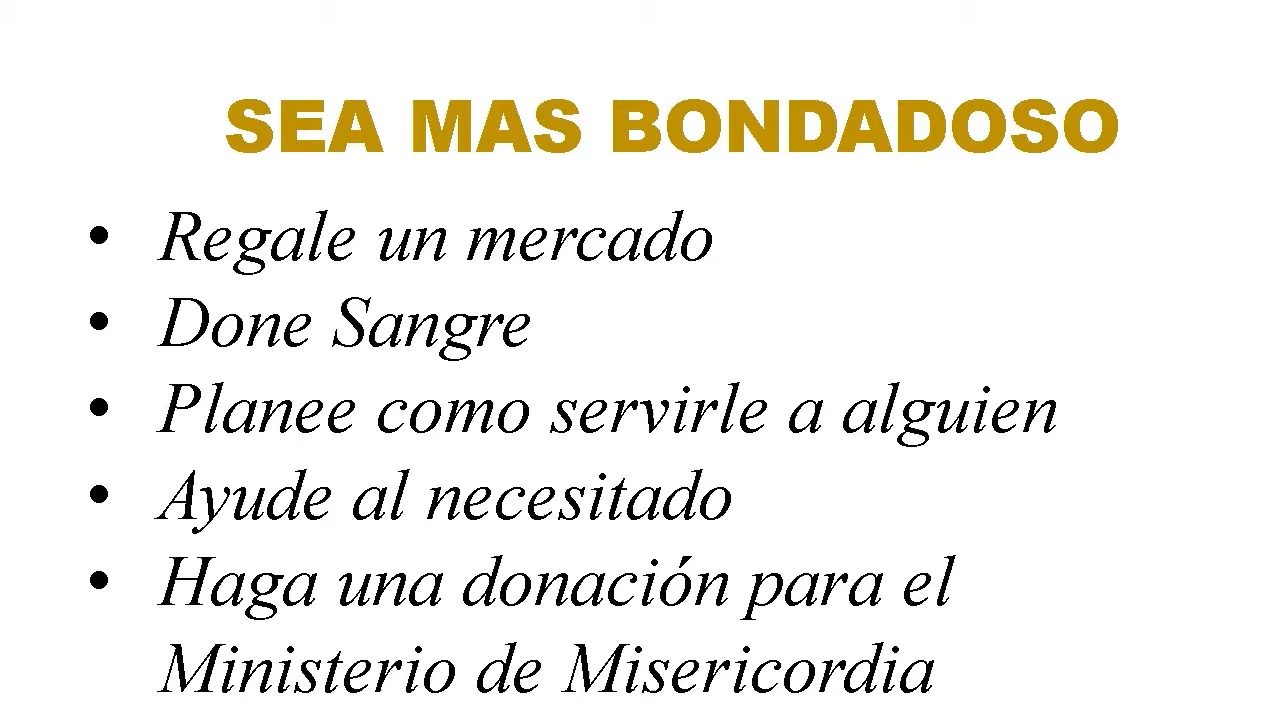 SEA MAS BONDADOSO
• Regale un mercado
• Done Sangre
• Planee como servirle a alguien
• Ayude al necesitado
• Haga una donación para el
Ministerio de Misericordia